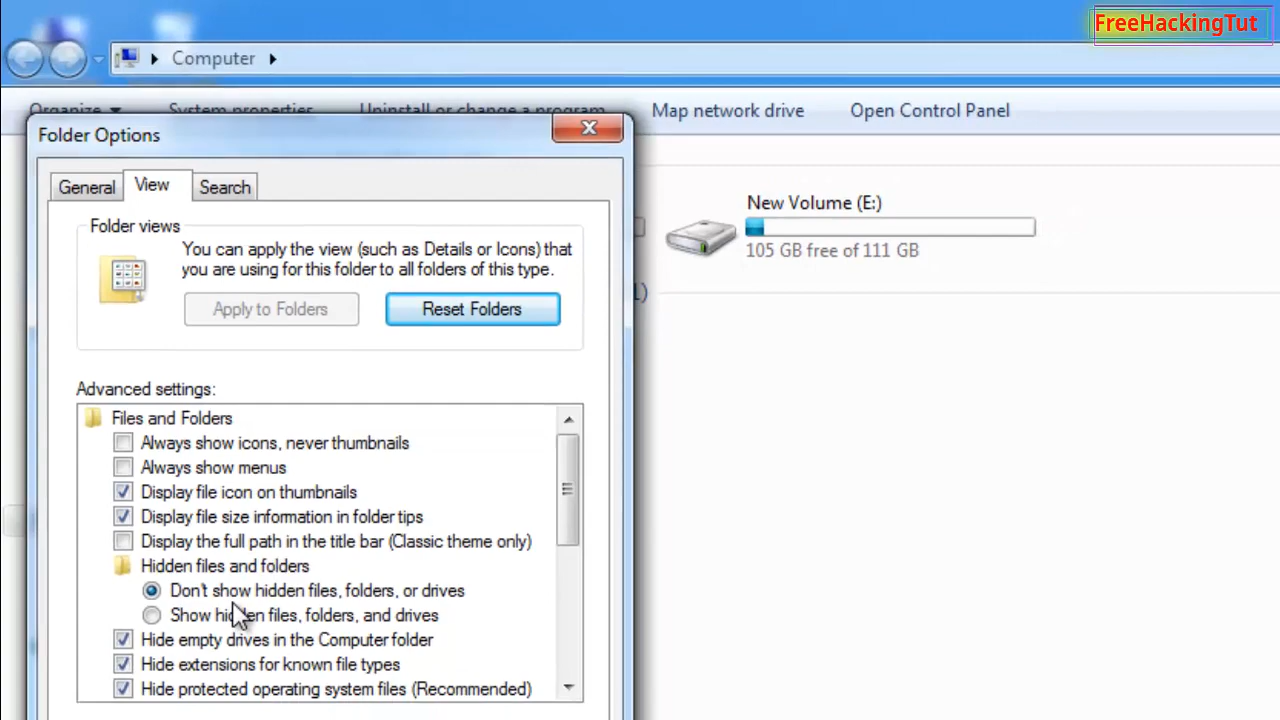 FreeHackingTut
Computer
Organize System properties Uninstall or change a program Map network drive Open Control Panel
Folder Options
General View Search
Folder views
You can apply the view (such as Details or Icons) that
you are using for this folder to all folders of this type.
Apply to Folders Reset Folders
Advanced settings:
Files and Folders
Always show icons, never thumbnails
Always show menus
Display file icon on thumbnails
Display file size information in folder tips
Display the full path in the title bar (Classic theme only)
Hidden files and folders
Don't show hidden files, folders, or drives
Show hidden files, folders, and drives
Hide empty drives in the Computer folder
Hide extensions for known file types
Hide protected operating system files (Recommended)
New Volume (E:)
105 GB free of 111 GB
1)